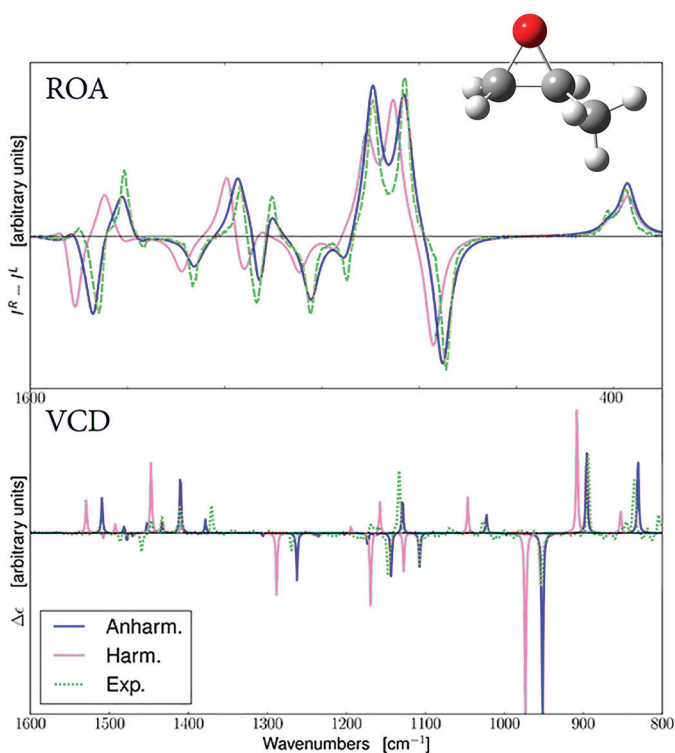 ROA
I^R − I^L [arbitrary units]
1600 400
VCD
Δϵ [arbitrary units]
Anharm.
Harm.
Exp.
1600 1500 1400 1300 1200 1100 1000 900 800
Wavenumbers [cm⁻¹]